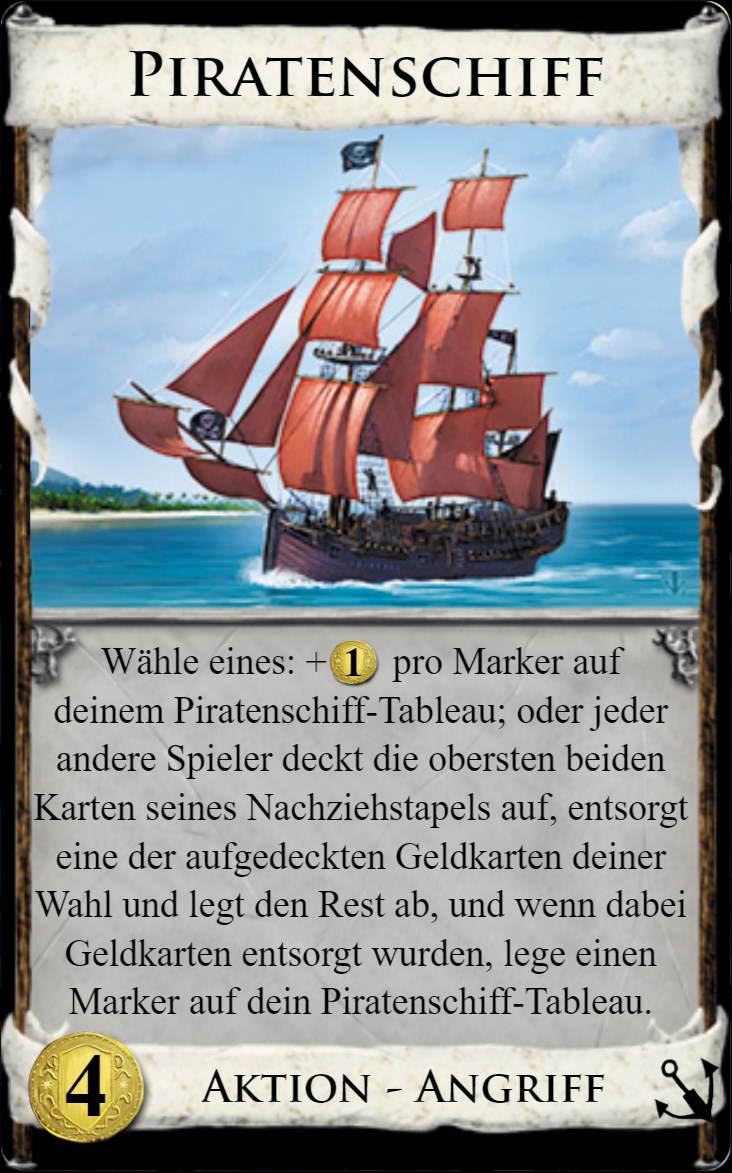 Piratenschiff
Wähle eines: +1 pro Marker auf
deinem Piratenschiff-Tableau; oder jeder
andere Spieler deckt die obersten beiden
Karten seines Nachziehstapels auf, entsorgt
eine der aufgedeckten Geldkarten deiner
Wahl und legt den Rest ab, und wenn dabei
Geldkarten entsorgt wurden, lege einen
Marker auf dein Piratenschiff-Tableau.
4 Aktion - Angriff